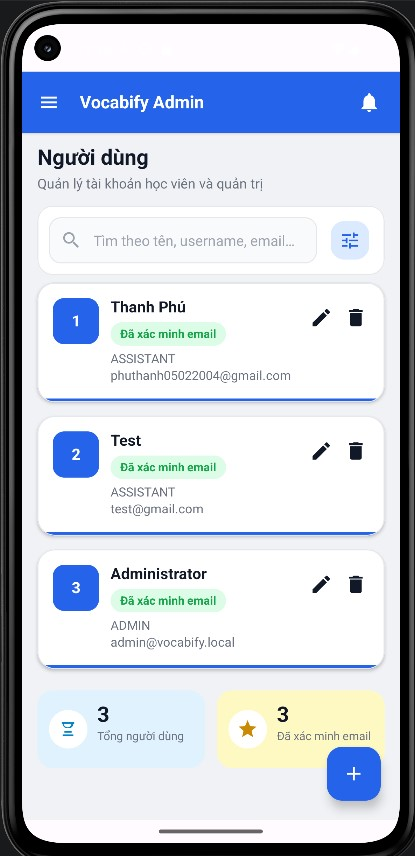 Vocabify Admin
Người dùng
Quản lý tài khoản học viên và quản trị
Tìm theo tên, username, email...
1
Thanh Phú
Đã xác minh email
ASSISTANT
phuthanh05022004@gmail.com
2
Test
Đã xác minh email
ASSISTANT
test@gmail.com
3
Administrator
Đã xác minh email
ADMIN
admin@vocabify.local
3
Tổng người dùng
3
Đã xác minh email